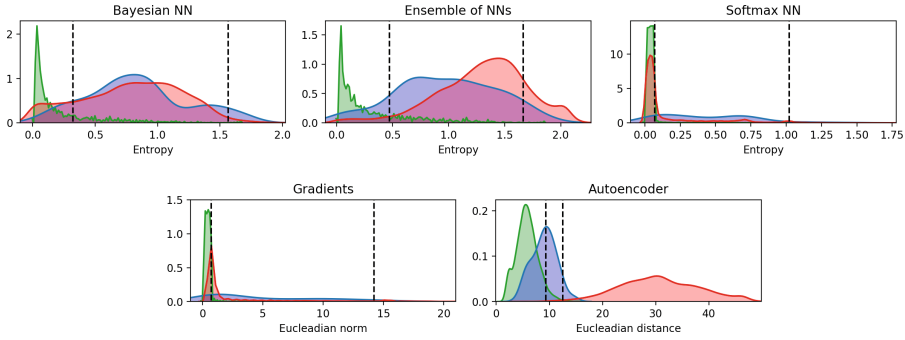 Bayesian NN
2
1
0
0.0 0.5 1.0 1.5 2.0
Entropy
Ensemble of NNs
1.5
1.0
0.5
0.0
0.0 0.5 1.0 1.5 2.0
Entropy
Softmax NN
10
5
0
0.00 0.25 0.50 0.75 1.00 1.25 1.50 1.75
Entropy
Gradients
1.5
1.0
0.5
0.0
0 5 10 15 20
Eucleadian norm
Autoencoder
0.2
0.1
0.0
0 10 20 30 40
Eucleadian distance